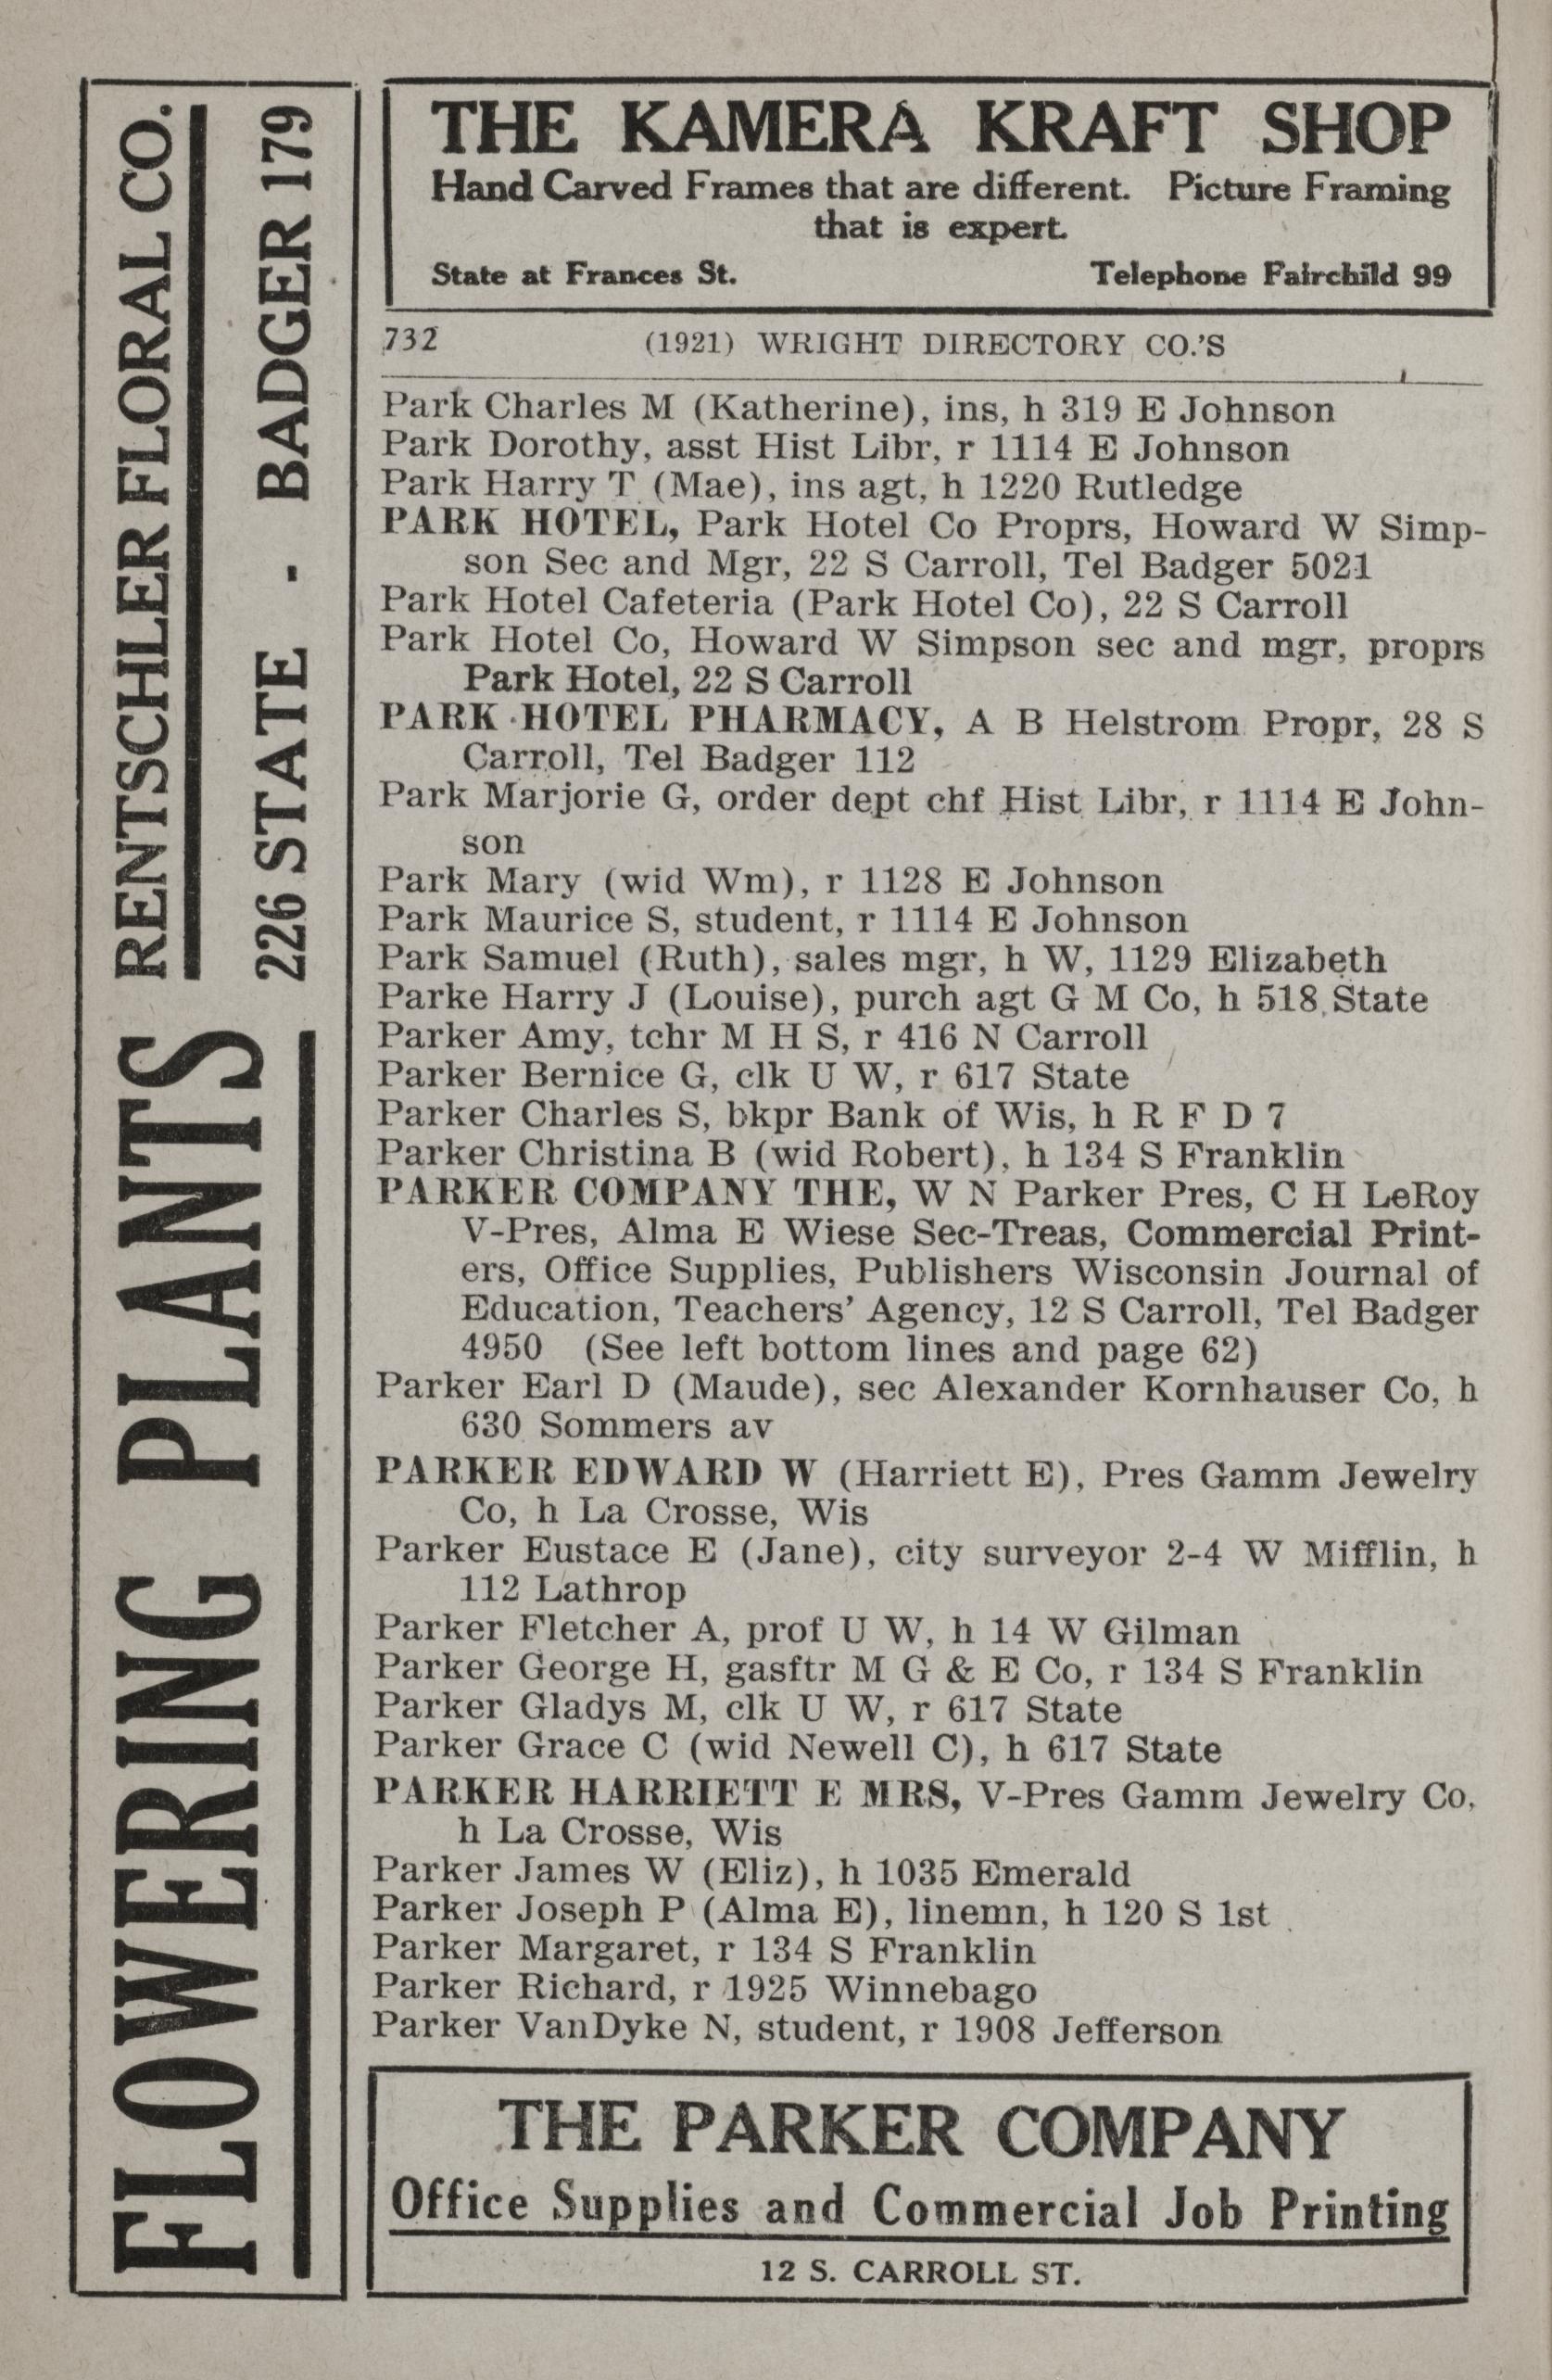 FLOWERING PLANTS
RENTSCHLER FLORAL CO.
226 STATE - BADGER 179
THE KAMERA KRAFT SHOP
Hand Carved Frames that are different. Picture Framing
that is expert.
State at Frances St. Telephone Fairchild 99
732 (1921) WRIGHT DIRECTORY CO.'S
Park Charles M (Katherine), ins, h 319 E Johnson
Park Dorothy, asst Hist Libr, r 1114 E Johnson
Park Harry T (Mae), ins agt, h 1220 Rutledge
PARK HOTEL, Park Hotel Co Proprs, Howard W Simp-
son Sec and Mgr, 22 S Carroll, Tel Badger 5021
Park Hotel Cafeteria (Park Hotel Co), 22 S Carroll
Park Hotel Co, Howard W Simpson sec and mgr, proprs
Park Hotel, 22 S Carroll
PARK HOTEL PHARMACY, A B Helstrom Propr, 28 S
Carroll, Tel Badger 112
Park Marjorie G, order dept chf Hist Libr, r 1114 E John-
son
Park Mary (wid Wm), r 1128 E Johnson
Park Maurice S, student, r 1114 E Johnson
Park Samuel (Ruth), sales mgr, h W, 1129 Elizabeth
Parke Harry J (Louise), purch agt G M Co, h 518 State
Parker Amy, tchr M H S, r 416 N Carroll
Parker Bernice G, clk U W, r 617 State
Parker Charles S, bkpr Bank of Wis, h R F D 7
Parker Christina B (wid Robert), h 134 S Franklin
PARKER COMPANY THE, W N Parker Pres, C H LeRoy
V-Pres, Alma E Wiese Sec-Treas, Commercial Print-
ers, Office Supplies, Publishers Wisconsin Journal of
Education, Teachers' Agency, 12 S Carroll, Tel Badger
4950 (See left bottom lines and page 62)
Parker Earl D (Maude), sec Alexander Kornhauser Co, h
630 Sommers av
PARKER EDWARD W (Harriett E), Pres Gamm Jewelry
Co, h La Crosse, Wis
Parker Eustace E (Jane), city surveyor 2-4 W Mifflin, h
112 Lathrop
Parker Fletcher A, prof U W, h 14 W Gilman
Parker George H, gasftr M G & E Co, r 134 S Franklin
Parker Gladys M, clk U W, r 617 State
Parker Grace C (wid Newell C), h 617 State
PARKER HARRIETT E MRS, V-Pres Gamm Jewelry Co,
h La Crosse, Wis
Parker James W (Eliz), h 1035 Emerald
Parker Joseph P (Alma E), linemn, h 120 S 1st
Parker Margaret, r 134 S Franklin
Parker Richard, r 1925 Winnebago
Parker VanDyke N, student, r 1908 Jefferson
THE PARKER COMPANY
Office Supplies and Commercial Job Printing
12 S. CARROLL ST.